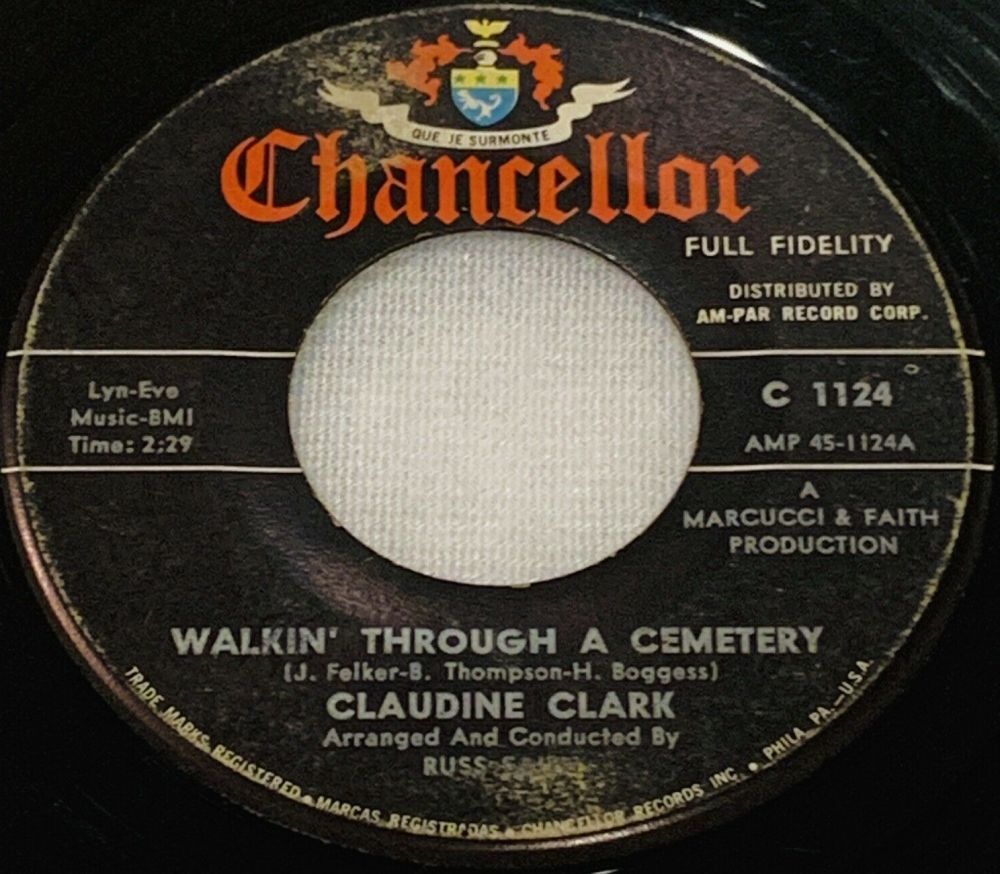 QUE JE SURMONTE
Chancellor
FULL FIDELITY
DISTRIBUTED BY
AM-PAR RECORD CORP.
Lyn-Eve
Music-BMI
Time: 2:29
C 1124
AMP 45-1124A
A
MARCUCCI & FAITH
PRODUCTION
WALKIN' THROUGH A CEMETERY
(J. Felker-B. Thompson-H. Boggess)
CLAUDINE CLARK
Arranged And Conducted By
RUSS
TRADE MARKS REGISTERED • MARCAS REGISTRADAS • CHANCELLOR RECORDS INC. • PHILA. PA.—U.S.A.